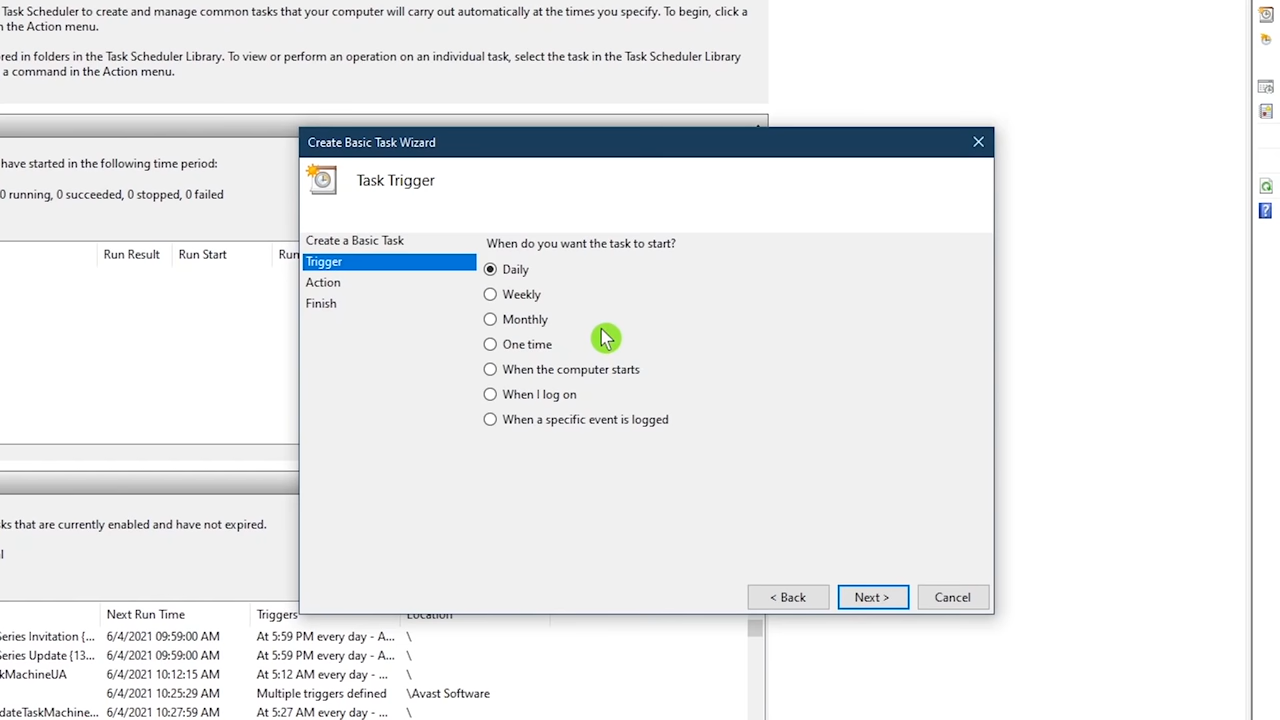 Task Scheduler to create and manage common tasks that your computer will carry out automatically at the times you specify. To begin, click a
n the Action menu.
red in folders in the Task Scheduler Library. To view or perform an operation on an individual task, select the task in the Task Scheduler Library
a command in the Action menu.
have started in the following time period:
0 running, 0 succeeded, 0 stopped, 0 failed
Run Result Run Start Run
Create Basic Task Wizard
Task Trigger
Create a Basic Task
Trigger
Action
Finish
When do you want the task to start?
Daily
Weekly
Monthly
One time
When the computer starts
When I log on
When a specific event is logged
< Back Next > Cancel
sks that are currently enabled and have not expired.
Next Run Time Triggers Location
Series Invitation {... 6/4/2021 09:59:00 AM At 5:59 PM every day - A... \
Series Update {13... 6/4/2021 09:59:00 AM At 5:59 PM every day - A... \
kMachineUA 6/4/2021 10:12:15 AM At 5:12 AM every day - ... \
6/4/2021 10:25:29 AM Multiple triggers defined \Avast Software
dateTaskMachine... 6/4/2021 10:27:59 AM At 5:27 AM every day - ... \